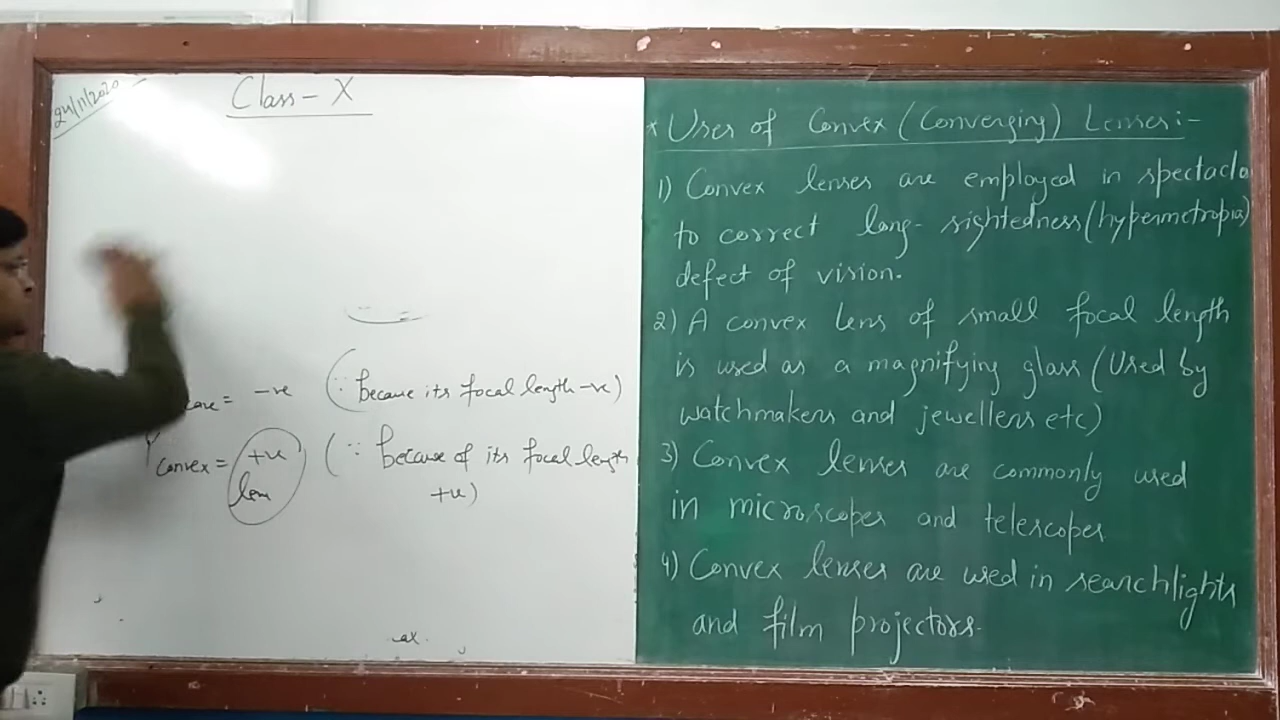 24/11/2020
Class - X
= -ve (∵ because its focal length -ve)
Pconvex = +ve (∵ because of its focal length
len +ve)
* Uses of Convex (Converging) Lenses:-
1) Convex lenses are employed in spectacle
to correct long-sightedness (hypermetropia)
defect of vision.
2) A convex lens of small focal length
is used as a magnifying glass (Used by
watchmakers and jewellers etc)
3) Convex lenses are commonly used
in microscopes and telescopes
4) Convex lenses are used in searchlights
and film projectors.